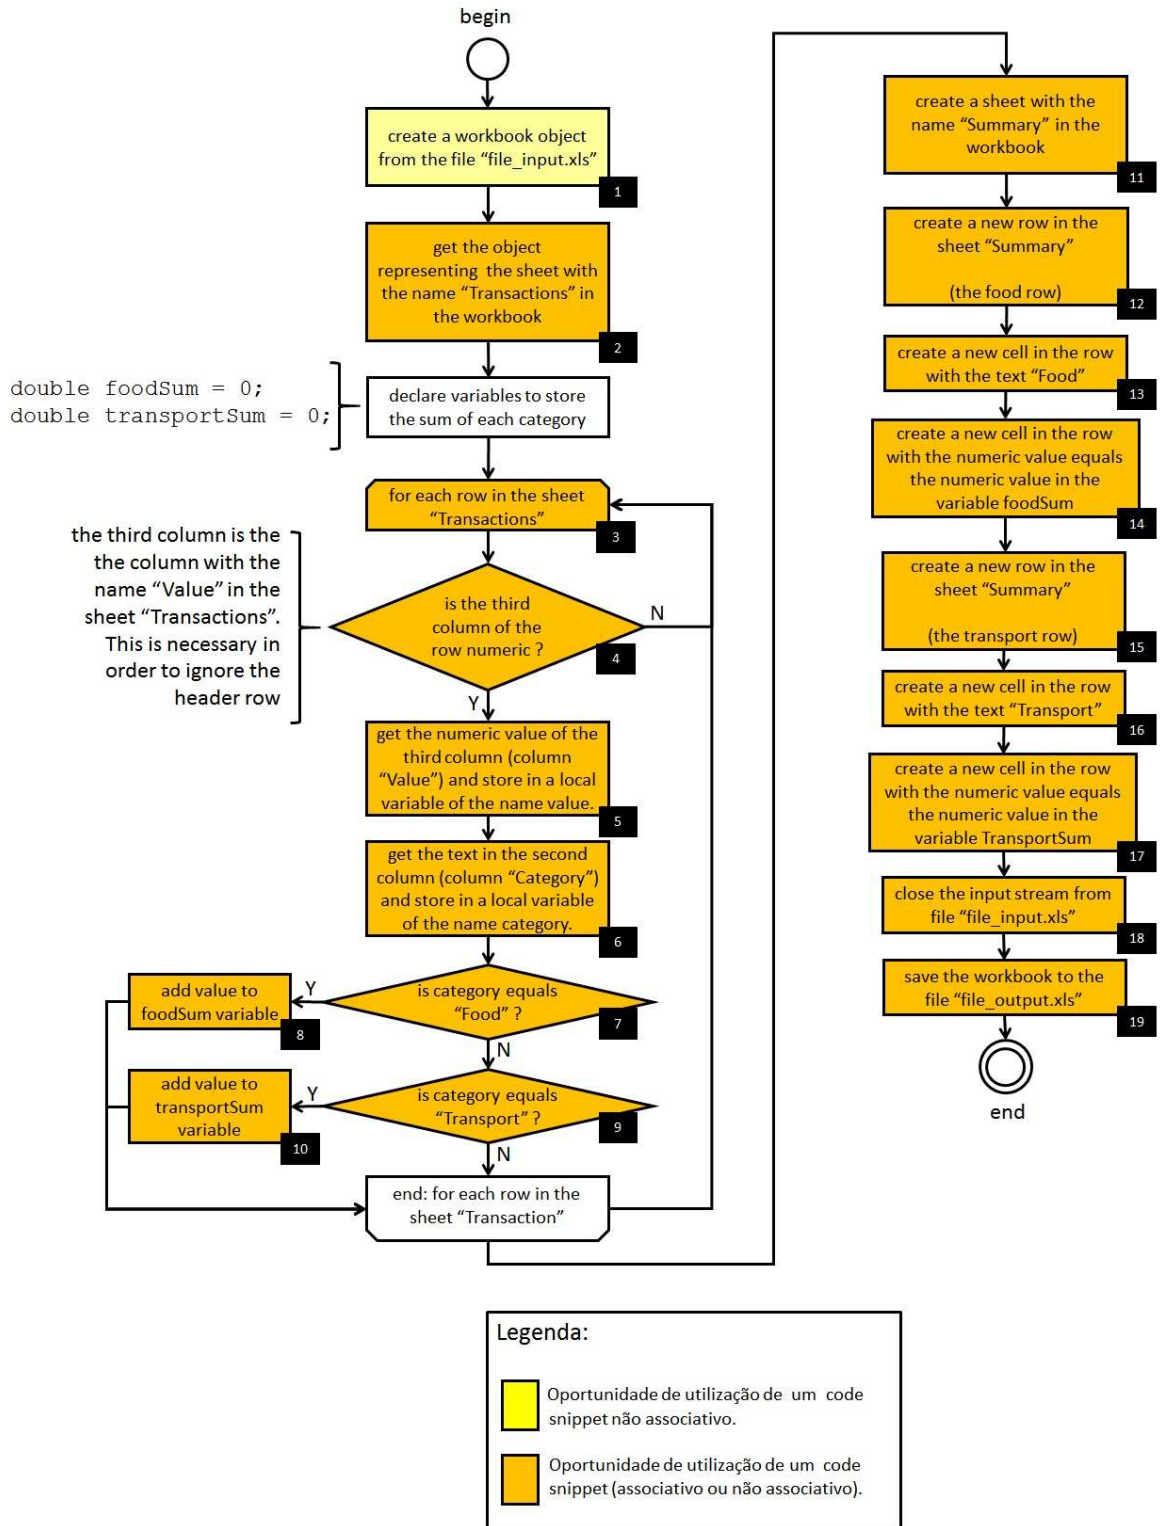 begin
create a workbook object
from the file “file_input.xls”
1
get the object
representing the sheet with
the name “Transactions” in
the workbook
2
double foodSum = 0;
double transportSum = 0;
declare variables to store
the sum of each category
for each row in the sheet
“Transactions”
3
the third column is the
the column with the
name “Value” in the
sheet “Transactions”.
This is necessary in
order to ignore the
header row
is the third
column of the
row numeric ?
4
N
Y
get the numeric value of the
third column (column
“Value”) and store in a local
variable of the name value.
5
get the text in the second
column (column “Category”)
and store in a local variable
of the name category.
6
is category equals
“Food” ?
7
Y
add value to
foodSum variable
8
N
is category equals
“Transport” ?
9
Y
add value to
transportSum
variable
10
N
end: for each row in the
sheet “Transaction”
create a sheet with the
name “Summary” in the
workbook
11
create a new row in the
sheet “Summary”
(the food row)
12
create a new cell in the row
with the text “Food”
13
create a new cell in the row
with the numeric value equals
the numeric value in the
variable foodSum
14
create a new row in the
sheet “Summary”
(the transport row)
15
create a new cell in the row
with the text “Transport”
16
create a new cell in the row
with the numeric value equals
the numeric value in the
variable TransportSum
17
close the input stream from
file “file_input.xls”
18
save the workbook to the
file “file_output.xls”
19
end
Legenda:
Oportunidade de utilização de um code
snippet não associativo.
Oportunidade de utilização de um code
snippet (associativo ou não associativo).